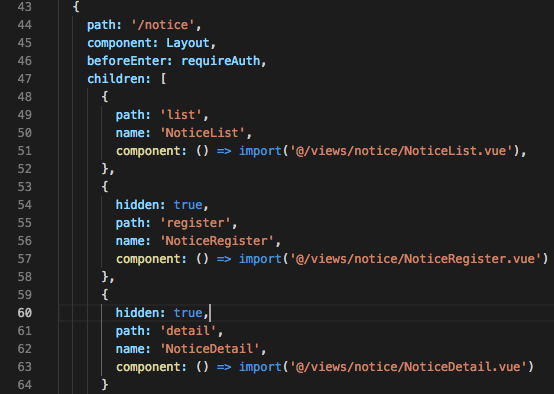 43 {
44 path: '/notice',
45 component: Layout,
46 beforeEnter: requireAuth,
47 children: [
48 {
49 path: 'list',
50 name: 'NoticeList',
51 component: () => import('@/views/notice/NoticeList.vue'),
52 },
53 {
54 hidden: true,
55 path: 'register',
56 name: 'NoticeRegister',
57 component: () => import('@/views/notice/NoticeRegister.vue')
58 },
59 {
60 hidden: true,
61 path: 'detail',
62 name: 'NoticeDetail',
63 component: () => import('@/views/notice/NoticeDetail.vue')
64 }